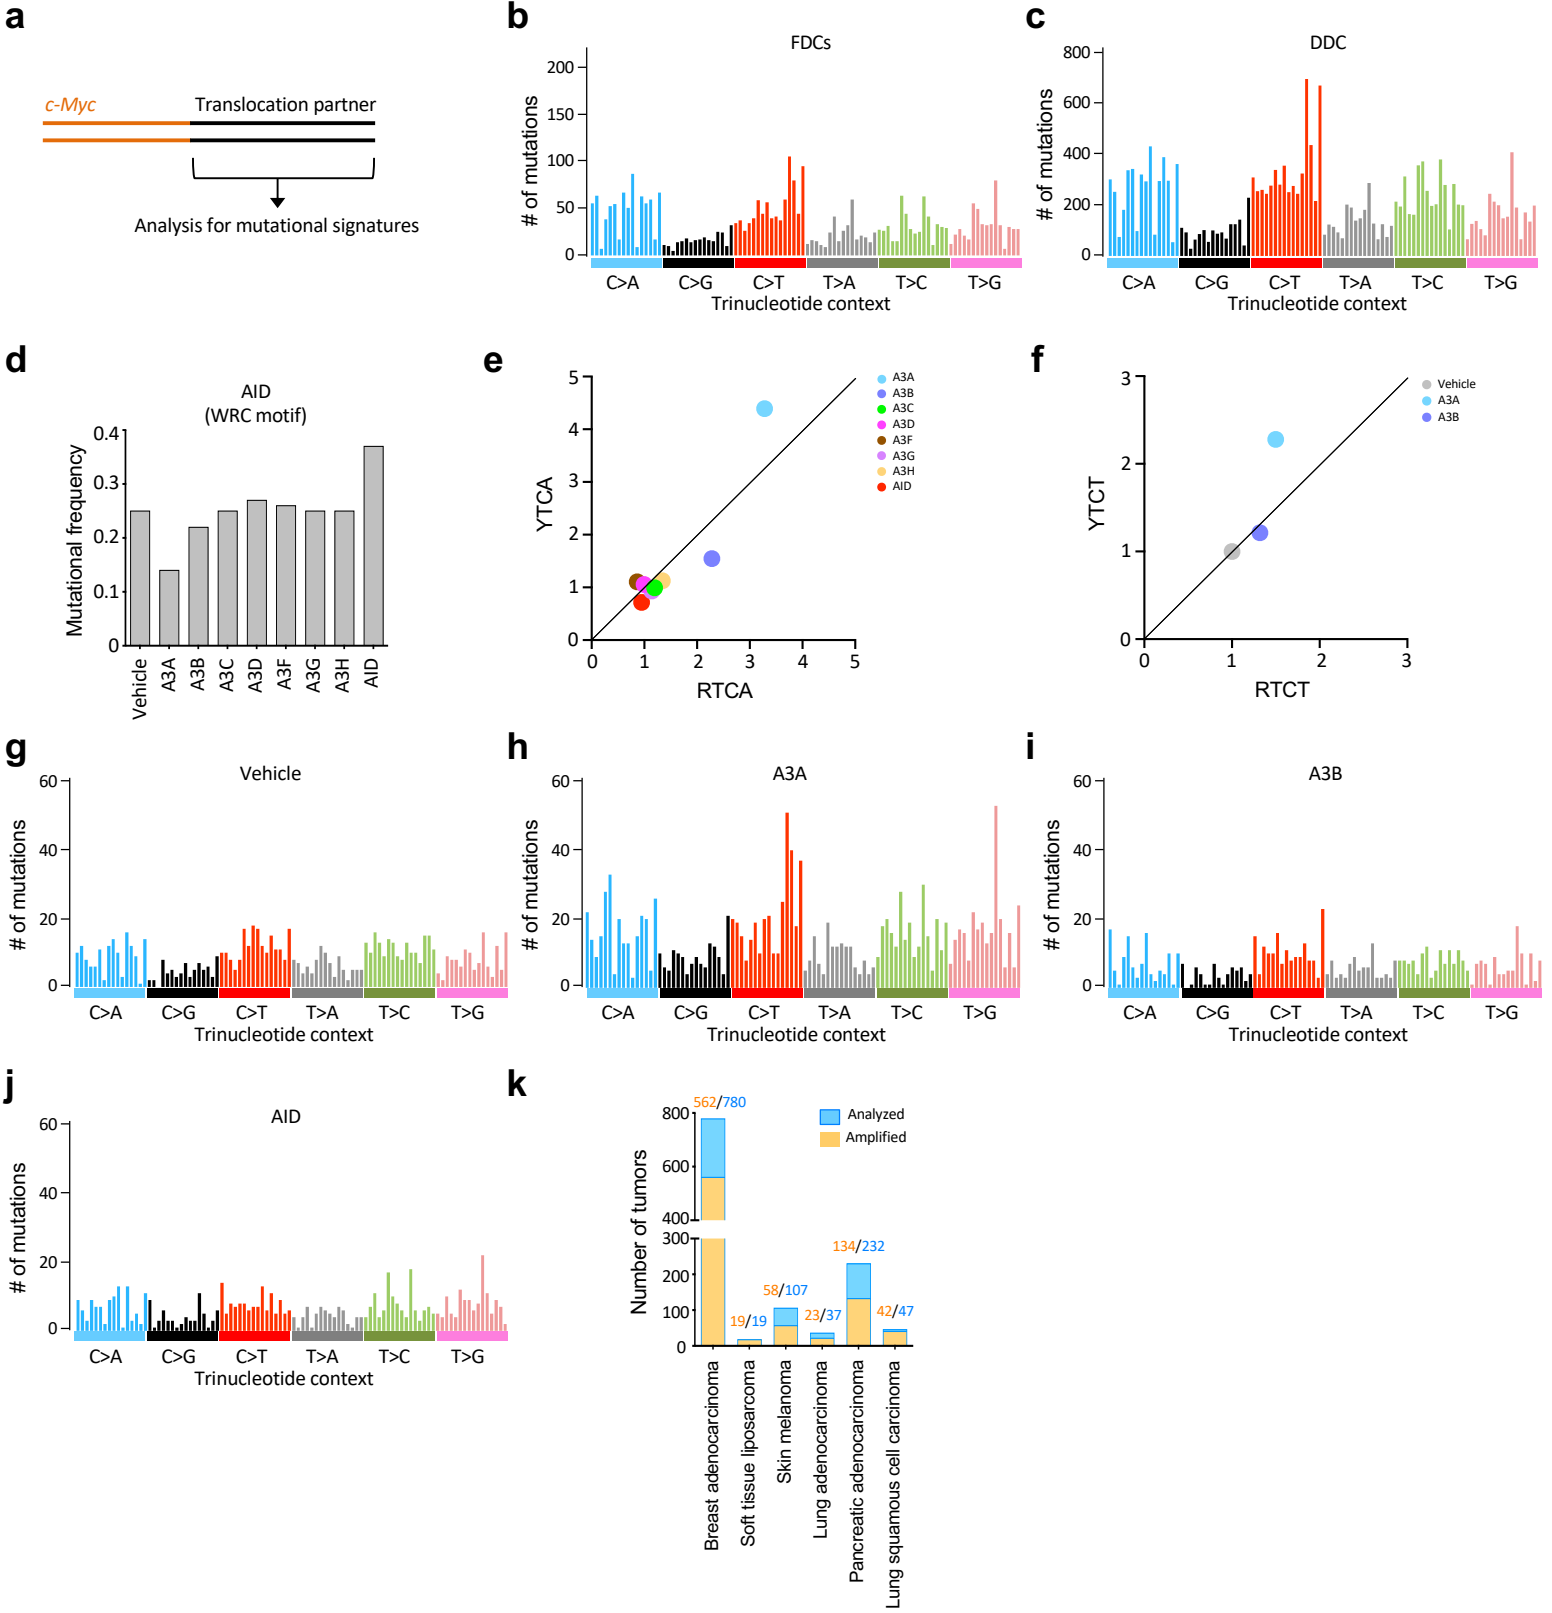 a
c-Myc
Translocation partner
Analysis for mutational signatures
b
FDCs
# of mutations
200
150
100
50
0
C>A C>G C>T T>A T>C T>G
Trinucleotide context
c
DDC
# of mutations
800
600
400
200
0
C>A C>G C>T T>A T>C T>G
Trinucleotide context
d
AID
(WRC motif)
Mutational frequency
0.4
0.3
0.2
0.1
0
Vehicle
A3A
A3B
A3C
A3D
A3F
A3G
A3H
AID
e
YTCA
5
4
3
2
1
0
0 1 2 3 4 5
RTCA
A3A
A3B
A3C
A3D
A3F
A3G
A3H
AID
f
YTCT
3
2
1
0
0 1 2 3
RTCT
Vehicle
A3A
A3B
g
Vehicle
# of mutations
60
40
20
0
C>A C>G C>T T>A T>C T>G
Trinucleotide context
h
A3A
# of mutations
60
40
20
0
C>A C>G C>T T>A T>C T>G
Trinucleotide context
i
A3B
# of mutations
60
40
20
0
C>A C>G C>T T>A T>C T>G
Trinucleotide context
j
AID
# of mutations
60
40
20
0
C>A C>G C>T T>A T>C T>G
Trinucleotide context
k
Number of tumors
800
600
400
300
200
100
0
562/780
19/19
58/107
23/37
134/232
42/47
Analyzed
Amplified
Breast adenocarcinoma
Soft tissue liposarcoma
Skin melanoma
Lung adenocarcinoma
Pancreatic adenocarcinoma
Lung squamous cell carcinoma